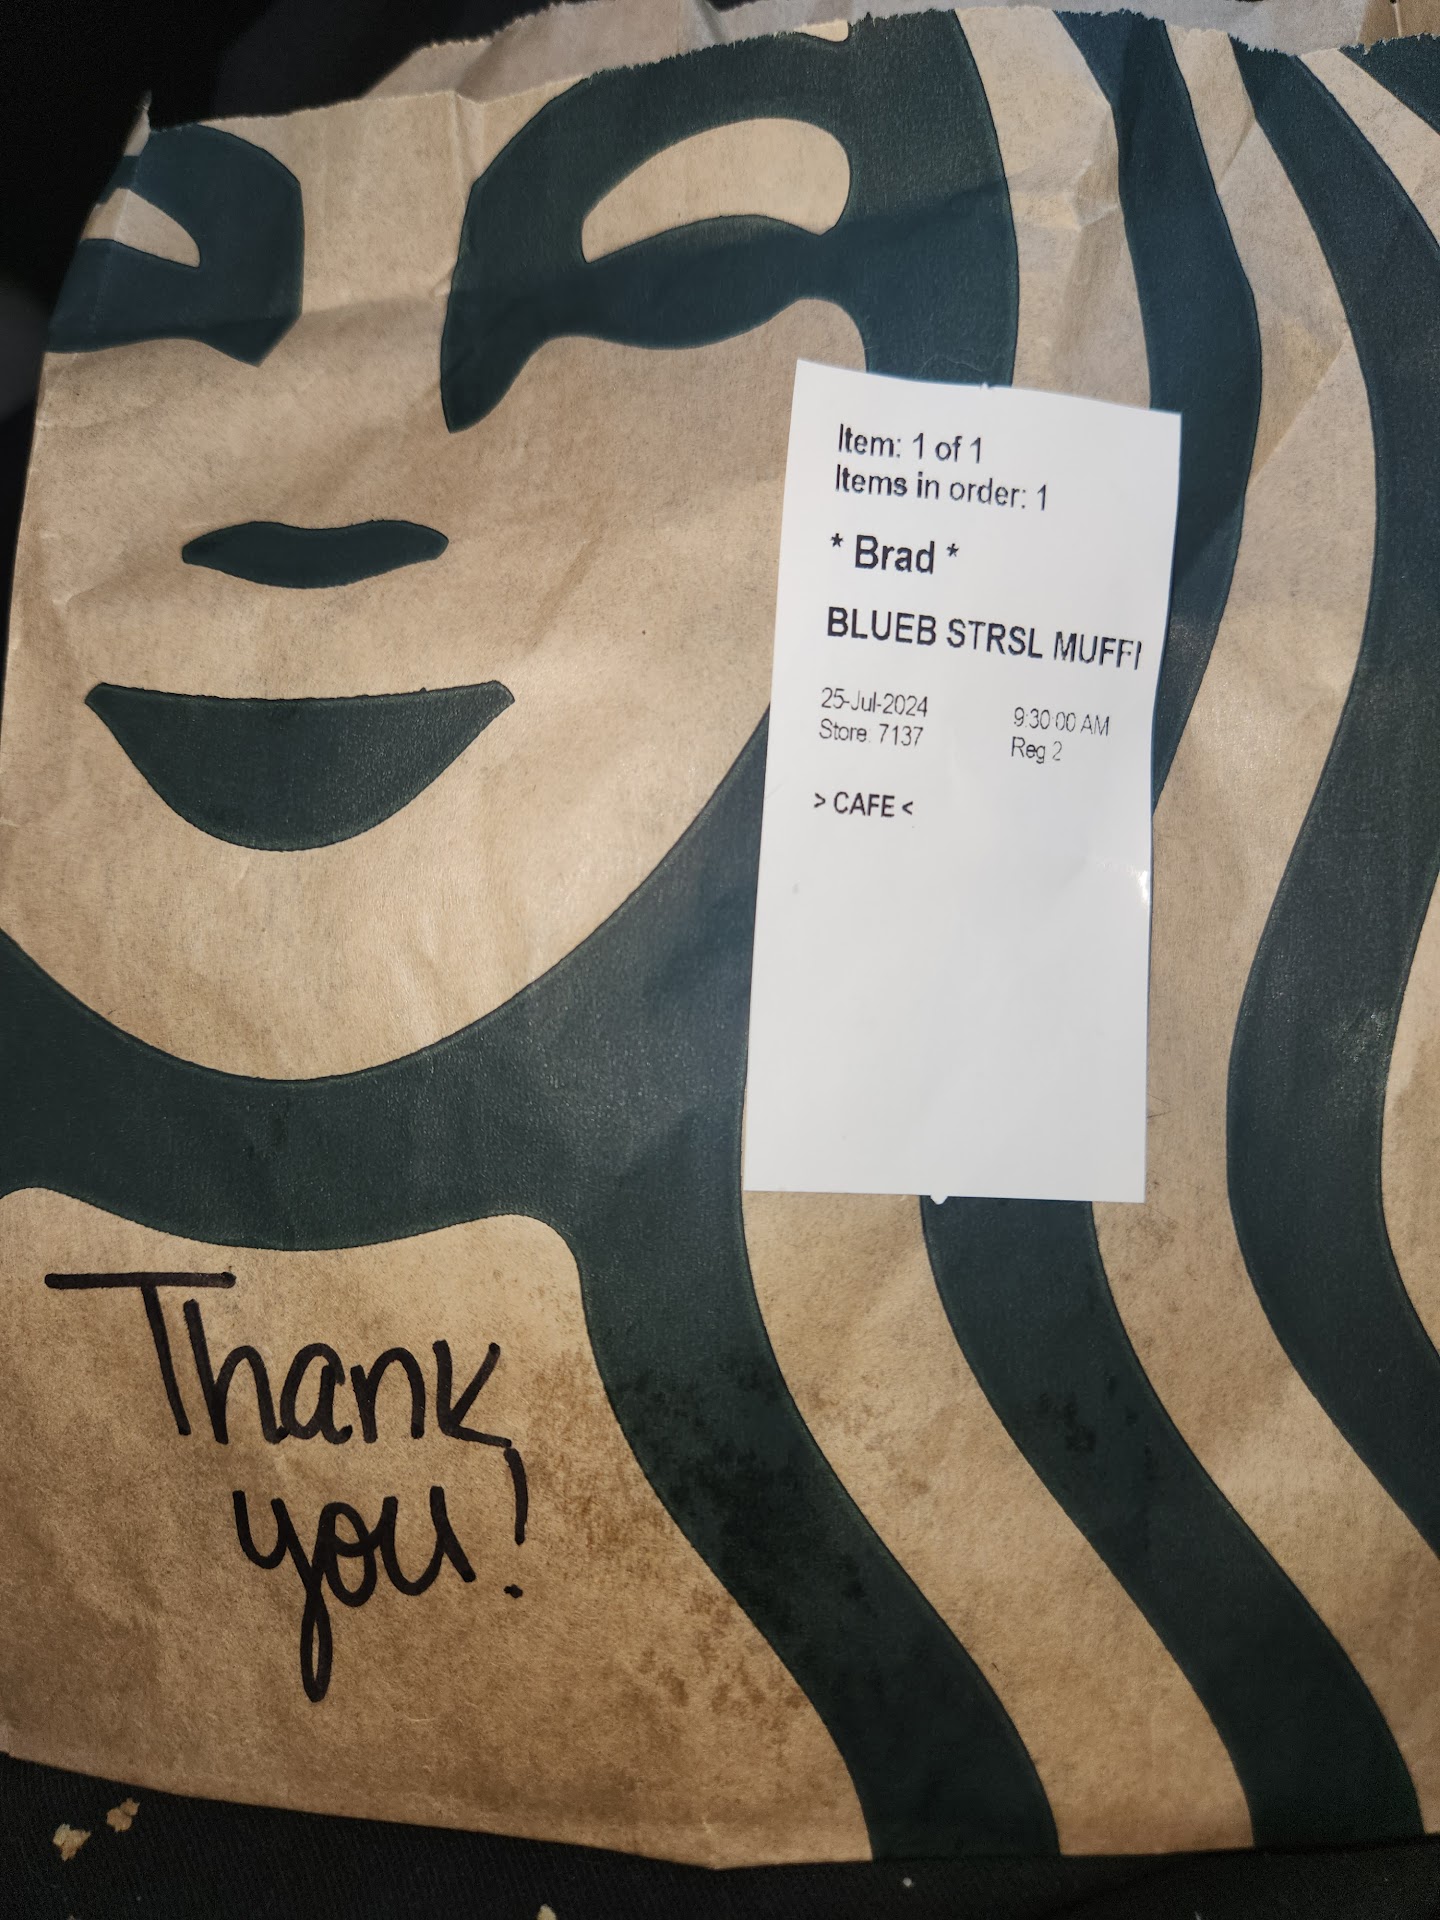 Item: 1 of 1
Items in order: 1
* Brad *
BLUEB STRSL MUFFI
25-Jul-2024 9:30:00 AM
Store: 7137 Reg 2
> CAFE <
Thank
you!